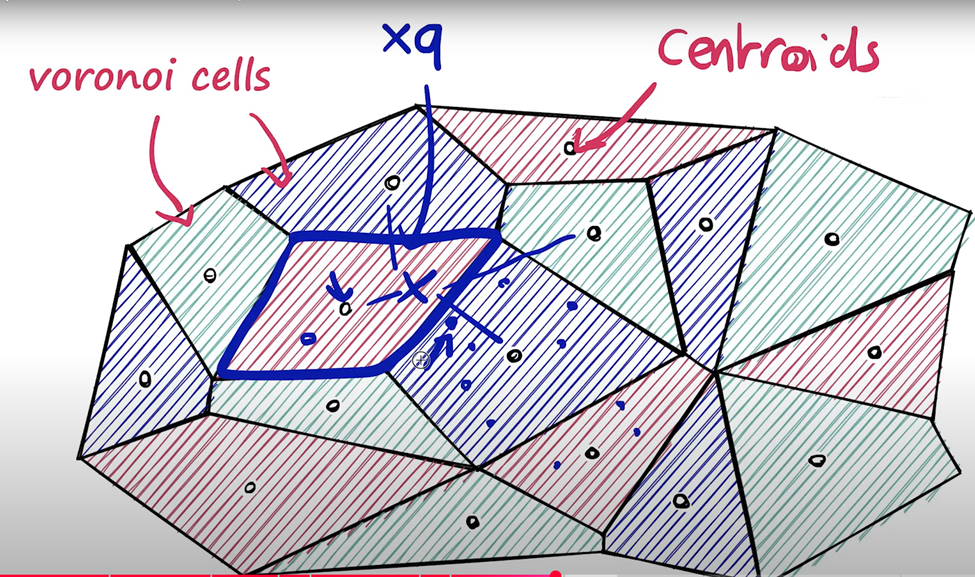 xq
Centroids
voronoi cells